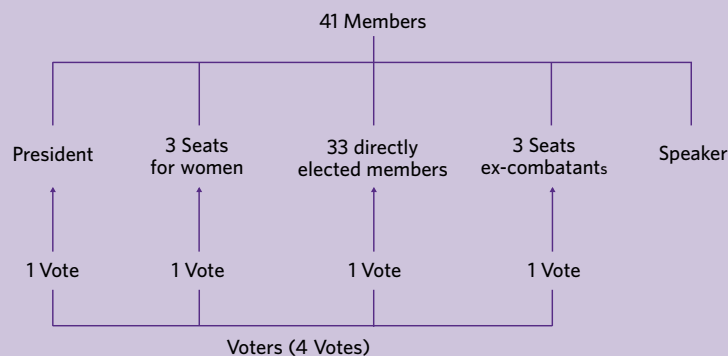 41 Members
President
3 Seats
for women
33 directly
elected members
3 Seats
ex-combatants
Speaker
1 Vote
1 Vote
1 Vote
1 Vote
Voters (4 Votes)